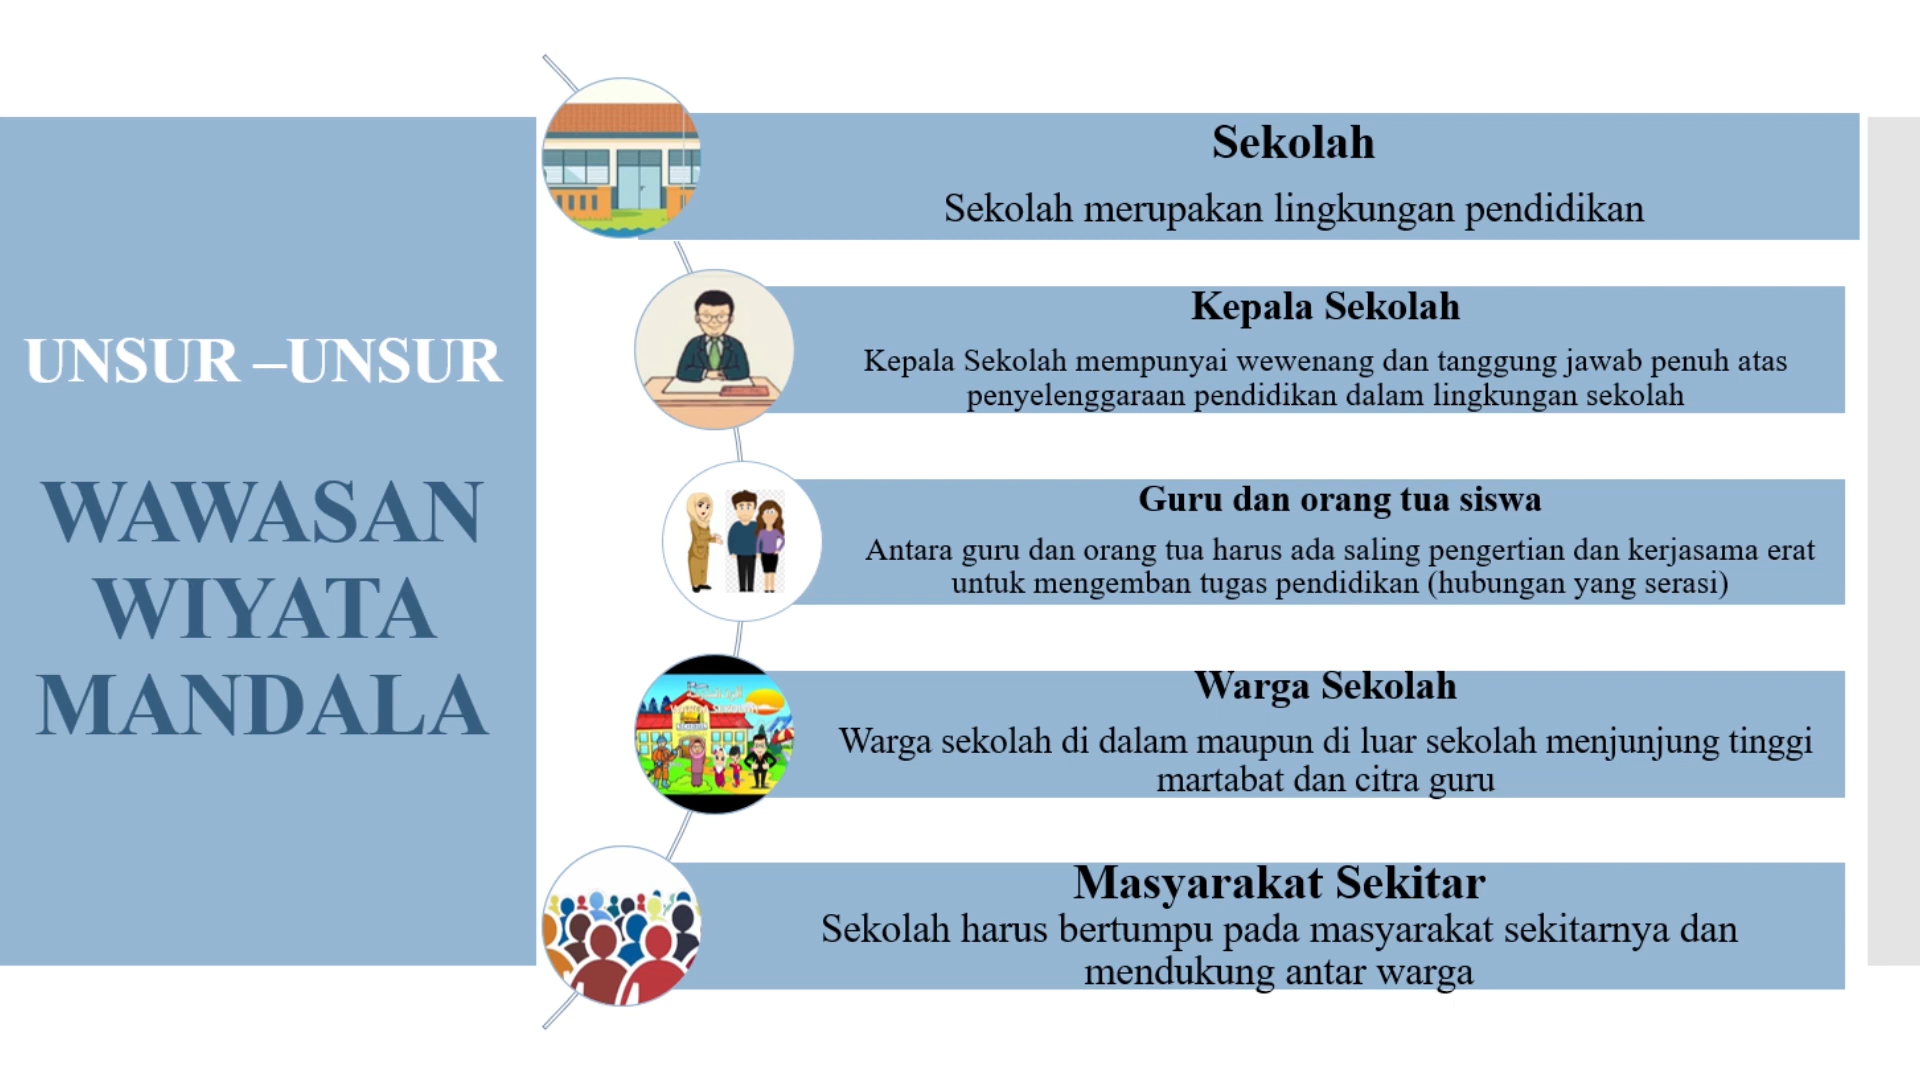 UNSUR –UNSUR
WAWASAN
WIYATA
MANDALA
Sekolah
Sekolah merupakan lingkungan pendidikan
Kepala Sekolah
Kepala Sekolah mempunyai wewenang dan tanggung jawab penuh atas
penyelenggaraan pendidikan dalam lingkungan sekolah
Guru dan orang tua siswa
Antara guru dan orang tua harus ada saling pengertian dan kerjasama erat
untuk mengemban tugas pendidikan (hubungan yang serasi)
Warga Sekolah
Warga sekolah di dalam maupun di luar sekolah menjunjung tinggi
martabat dan citra guru
Masyarakat Sekitar
Sekolah harus bertumpu pada masyarakat sekitarnya dan
mendukung antar warga